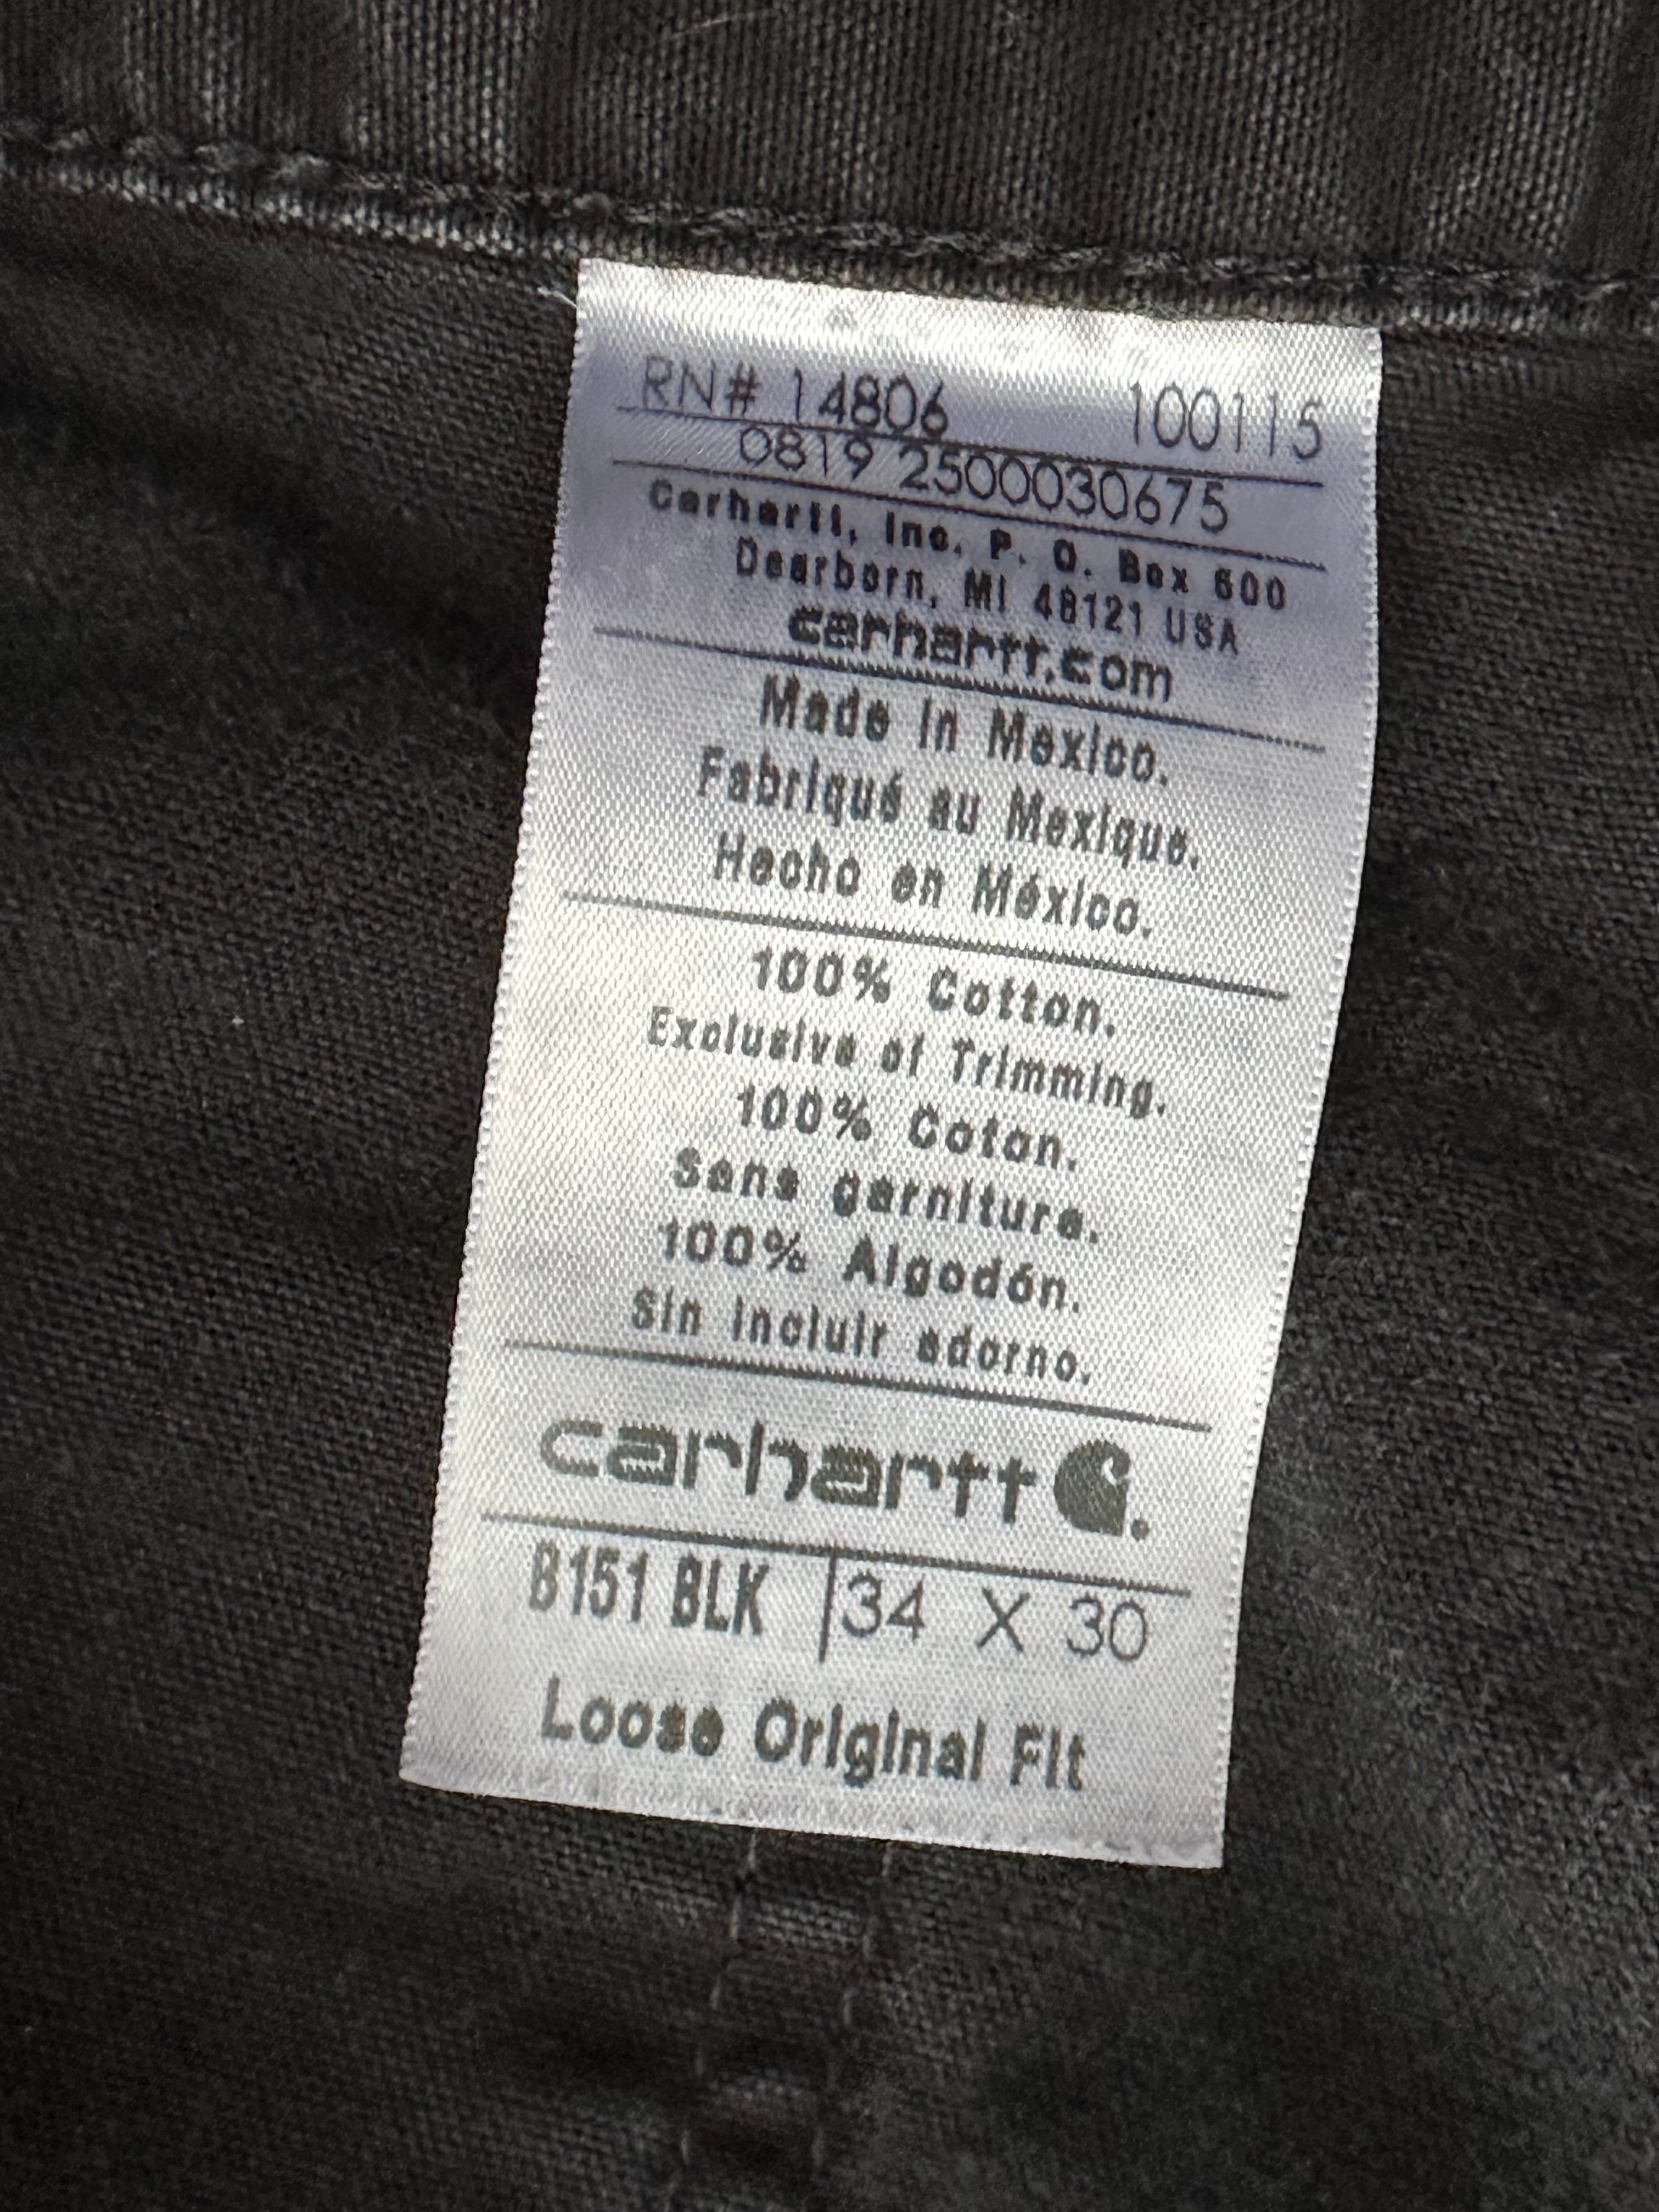 RN# 14806 100115
0819 2500030675
Carhartt, Inc. P. O. Box 600
Dearborn, MI 48121 USA
carhartt.com
Made in Mexico.
Fabriqué au Mexique.
Hecho en México.
100% Cotton.
Exclusive of Trimming.
100% Coton.
Sans garniture.
100% Algodón.
Sin incluir adorno.
carhartt
B151 BLK 34 X 30
Loose Original Fit